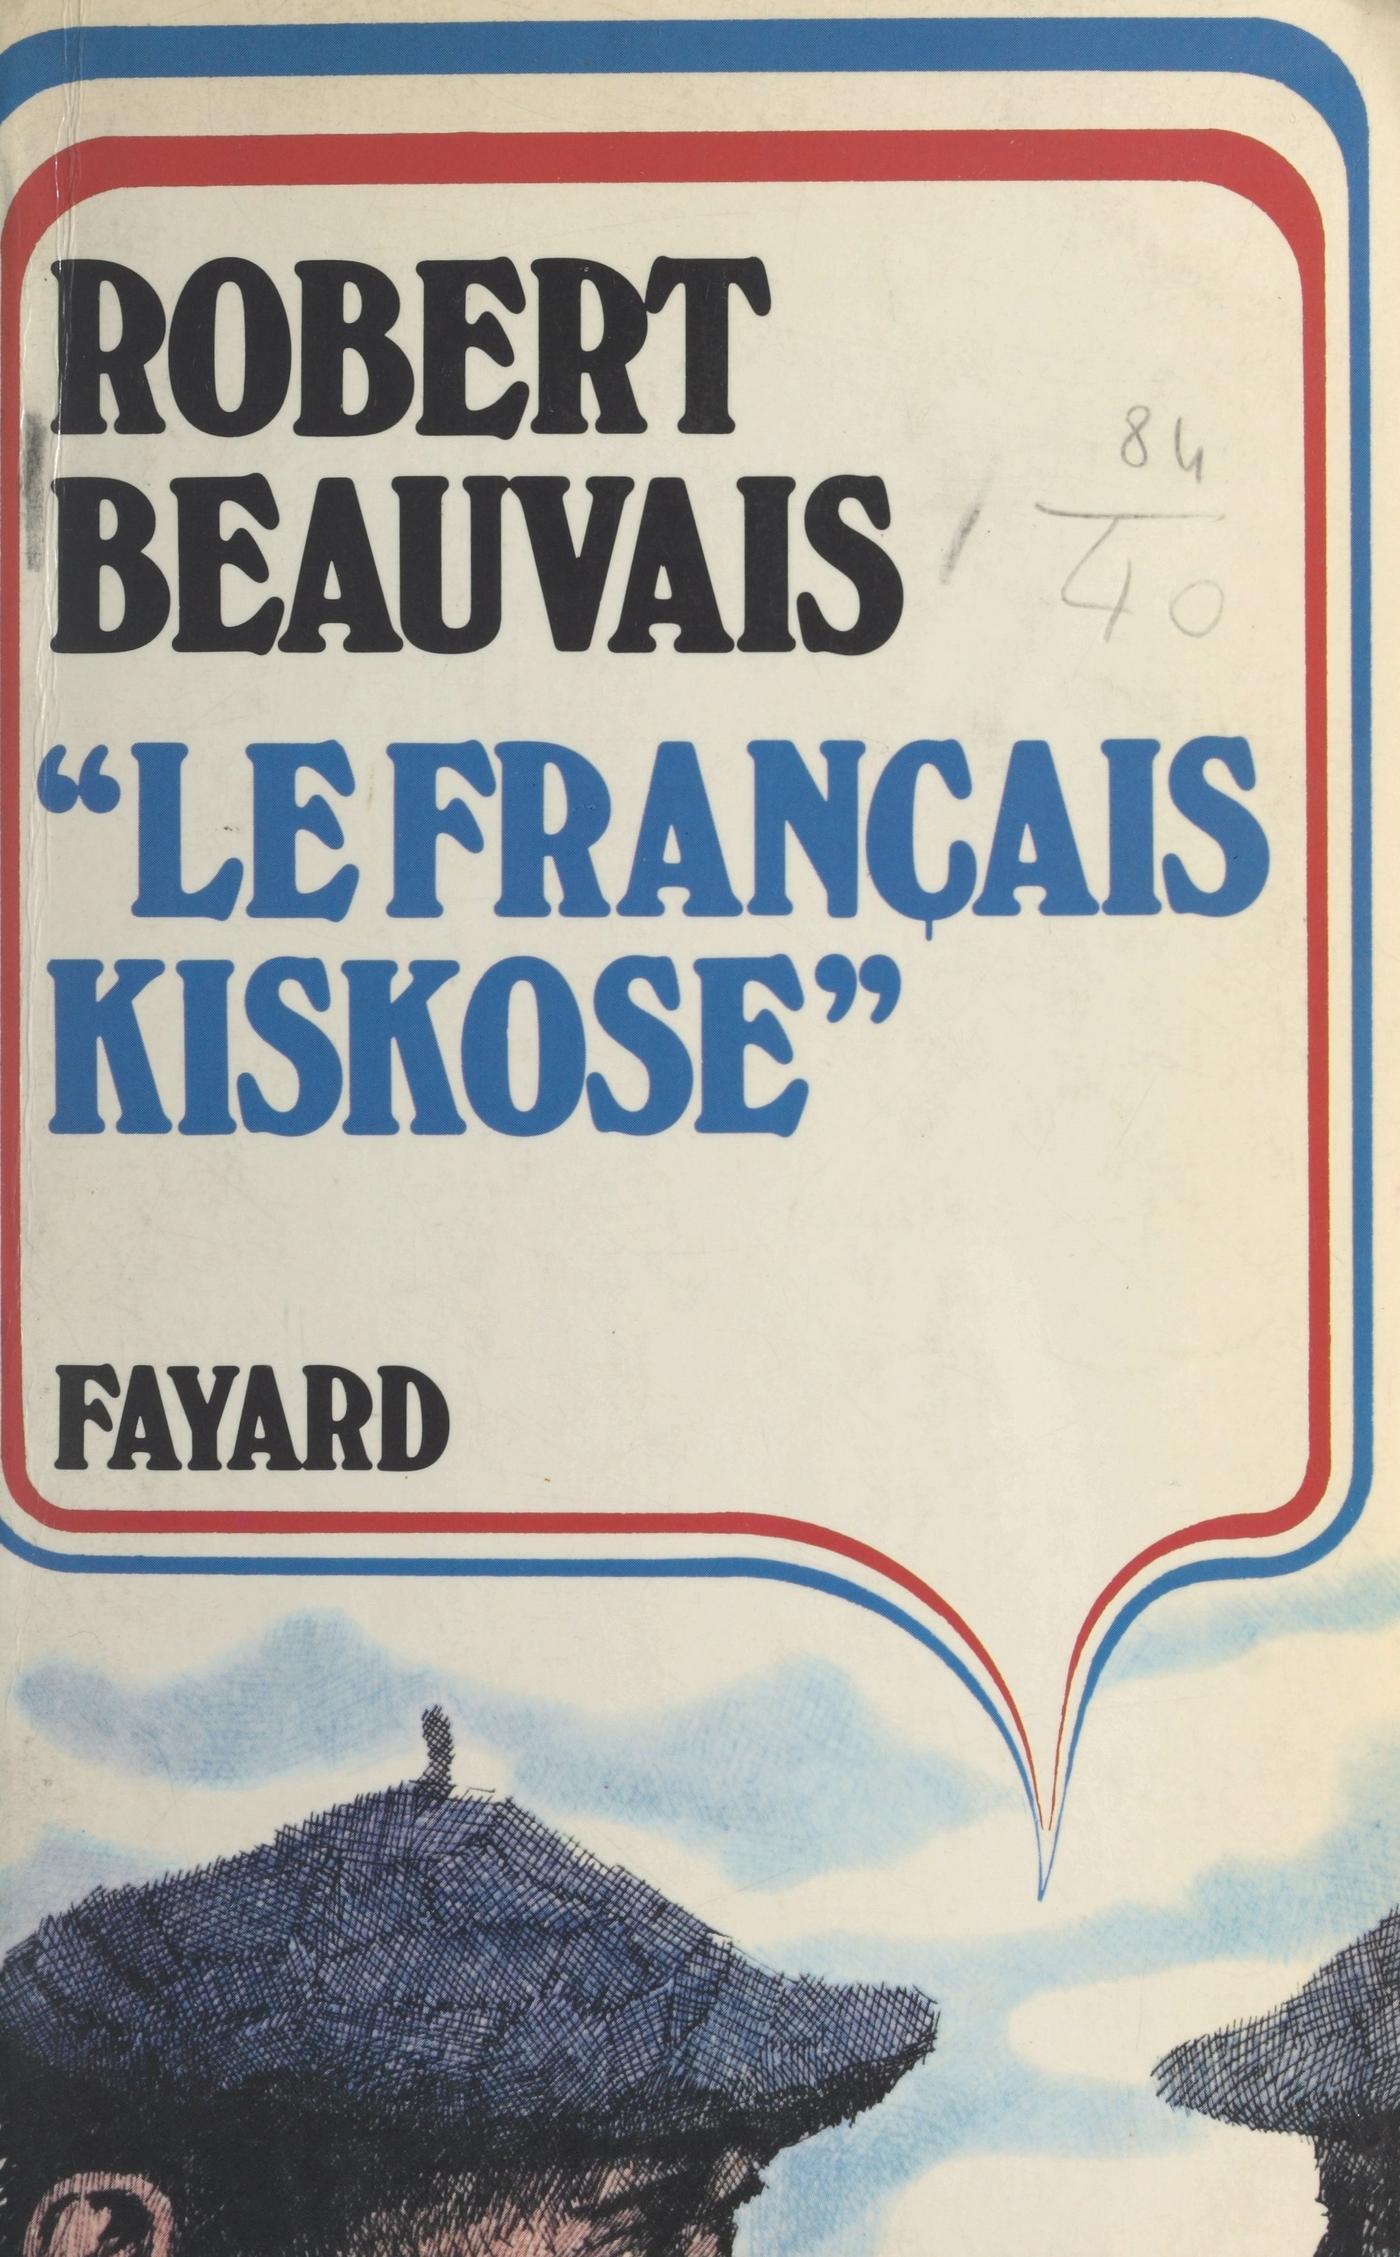 ROBERT
BEAUVAIS
84
40
“LE FRANÇAIS
KISKOSE”
FAYARD